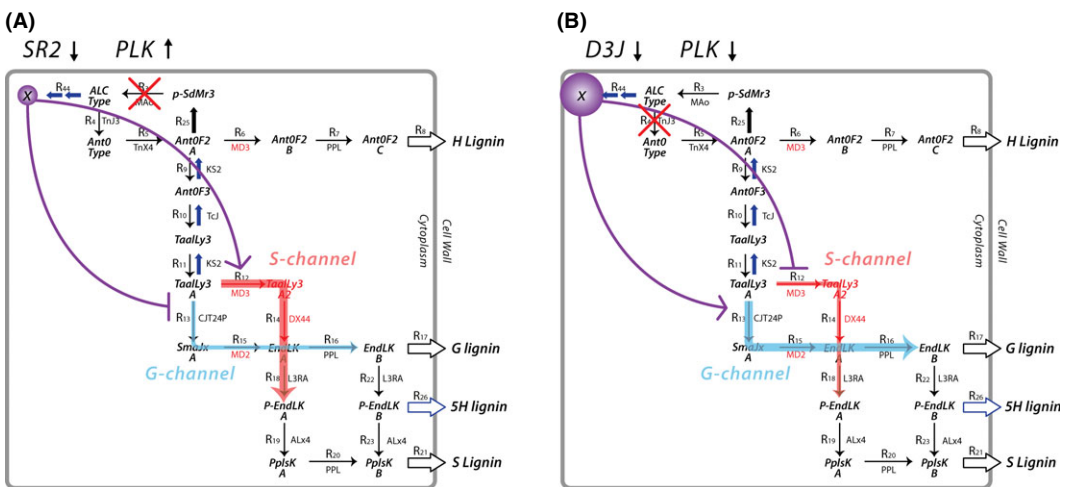 (A)
SR2 PLK
X
R44
ALC
Type
R3
MAo
p-SdMr3
R4
TnJ3
R25
Ant0
Type
R5
TnX4
Ant0F2
A
R6
MD3
Ant0F2
B
R7
PPL
Ant0F2
C
R8
H Lignin
R9
KS2
Ant0F3
R10
TcJ
TaalLy3
R11
KS2
Cytoplasm
Cell Wall
S-channel
TaalLy3
A
R12
MD3
TaalLy3
A2
R13
CJT24P
R14
DX44
SmaJx
A
R15
MD2
EndLK
A
R16
PPL
EndLK
B
R17
G lignin
G-channel
R18
L3RA
R22
L3RA
P-EndLK
A
P-EndLK
B
R26
5H lignin
R19
ALx4
R23
ALx4
PplsK
A
R20
PPL
PplsK
B
R21
S Lignin
(B)
D3J PLK
X
R44
ALC
Type
R3
MAo
p-SdMr3
R4
TnJ3
R25
Ant0
Type
R5
TnX4
Ant0F2
A
R6
MD3
Ant0F2
B
R7
PPL
Ant0F2
C
R8
H Lignin
R9
KS2
Ant0F3
R10
TcJ
TaalLy3
R11
KS2
Cytoplasm
Cell Wall
S-channel
TaalLy3
A
R12
MD3
TaalLy3
A2
R13
CJT24P
R14
DX44
SmaJx
A
R15
MD2
EndLK
A
R16
PPL
EndLK
B
R17
G lignin
G-channel
R18
L3RA
R22
L3RA
P-EndLK
A
P-EndLK
B
R26
5H lignin
R19
ALx4
R23
ALx4
PplsK
A
R20
PPL
PplsK
B
R21
S Lignin